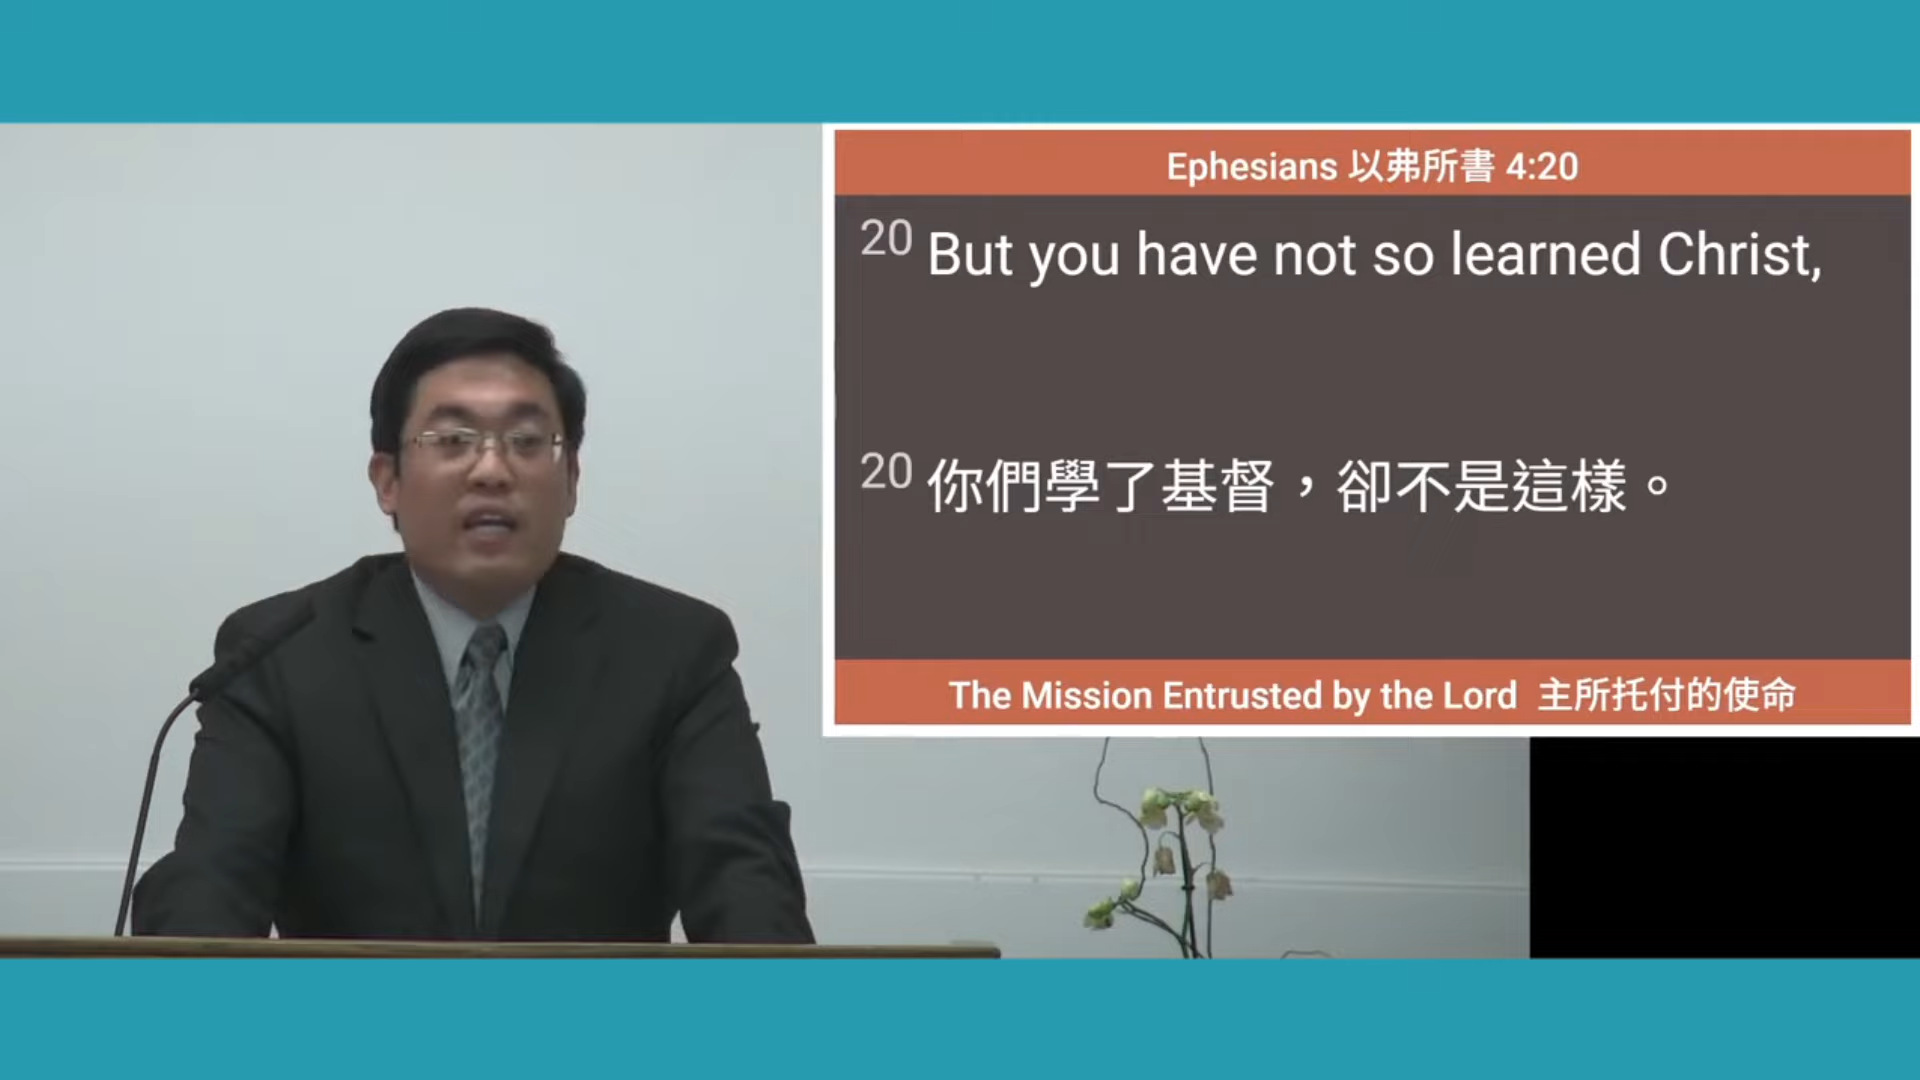 Ephesians 以弗所書 4:20
20 But you have not so learned Christ,
20 你們學了基督，卻不是這樣。
The Mission Entrusted by the Lord 主所托付的使命